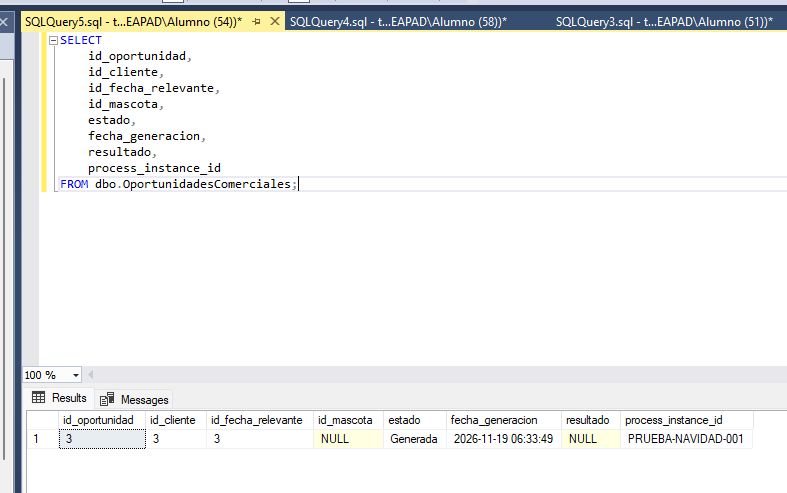 SQLQuery5.sql - t...EAPAD\Alumno (54))* SQLQuery4.sql - t...EAPAD\Alumno (58))* SQLQuery3.sql - t...EAPAD\Alumno (51))*
SELECT
id_oportunidad,
id_cliente,
id_fecha_relevante,
id_mascota,
estado,
fecha_generacion,
resultado,
process_instance_id
FROM dbo.OportunidadesComerciales;
100 %
Results Messages
id_oportunidad id_cliente id_fecha_relevante id_mascota estado fecha_generacion resultado process_instance_id
1 3 3 3 NULL Generada 2026-11-19 06:33:49 NULL PRUEBA-NAVIDAD-001